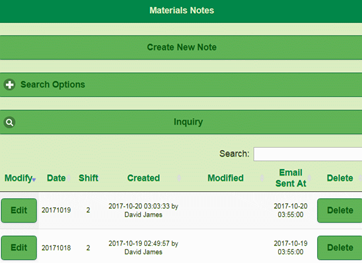 Materials Notes
Create New Note
Search Options
Inquiry
Search:
Modify Date Shift Created Modified Email Sent At Delete
Edit 20171019 2 2017-10-20 03:03:33 by David James 2017-10-20 03:55:00 Delete
Edit 20171018 2 2017-10-19 02:49:57 by David James 2017-10-19 03:55:00 Delete